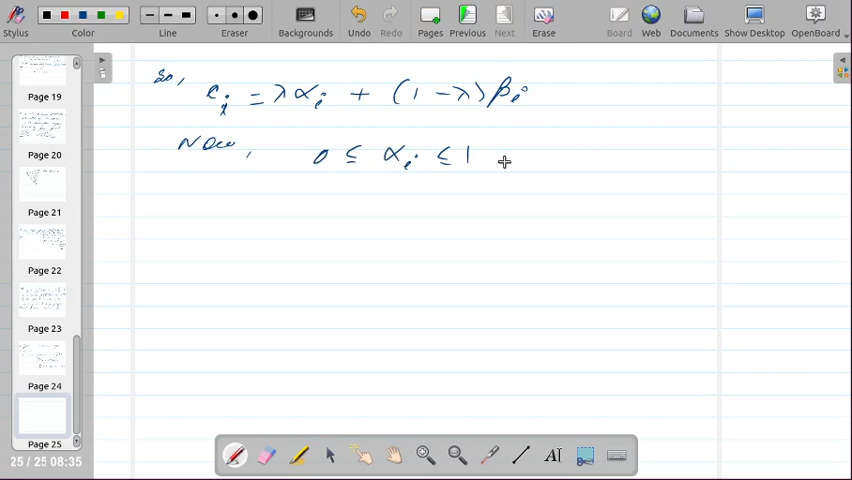 Stylus
Color
Line
Eraser
Backgrounds
Undo
Redo
Pages
Previous
Next
Erase
Board
Web
Documents
Show Desktop
OpenBoard
Page 19
Page 20
Page 21
Page 22
Page 23
Page 24
Page 25
25 / 25 08:35
So,
c_i = λ α_i + (1 - λ) β_i
Now, 0 ≤ α_i ≤ 1